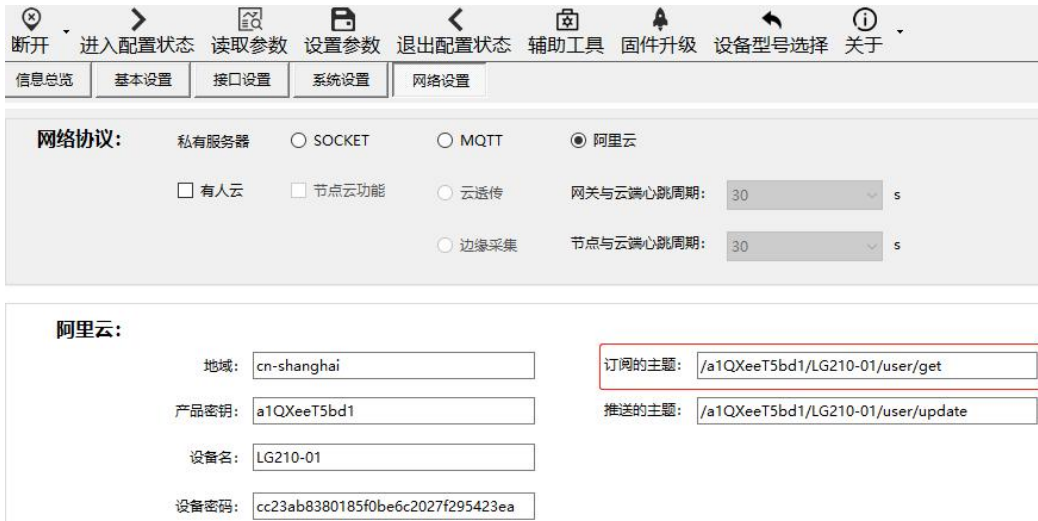 断开 进入配置状态 读取参数 设置参数 退出配置状态 辅助工具 固件升级 设备型号选择 关于
信息总览 基本设置 接口设置 系统设置 网络设置
网络协议： 私有服务器 SOCKET MQTT 阿里云
有人云 节点云功能 云透传 网关与云端心跳周期： 30 s
边缘采集 节点与云端心跳周期： 30 s
阿里云：
地域： cn-shanghai 订阅的主题： /a1QXeeT5bd1/LG210-01/user/get
产品密钥： a1QXeeT5bd1 推送的主题： /a1QXeeT5bd1/LG210-01/user/update
设备名： LG210-01
设备密码： cc23ab8380185f0be6c2027f295423ea